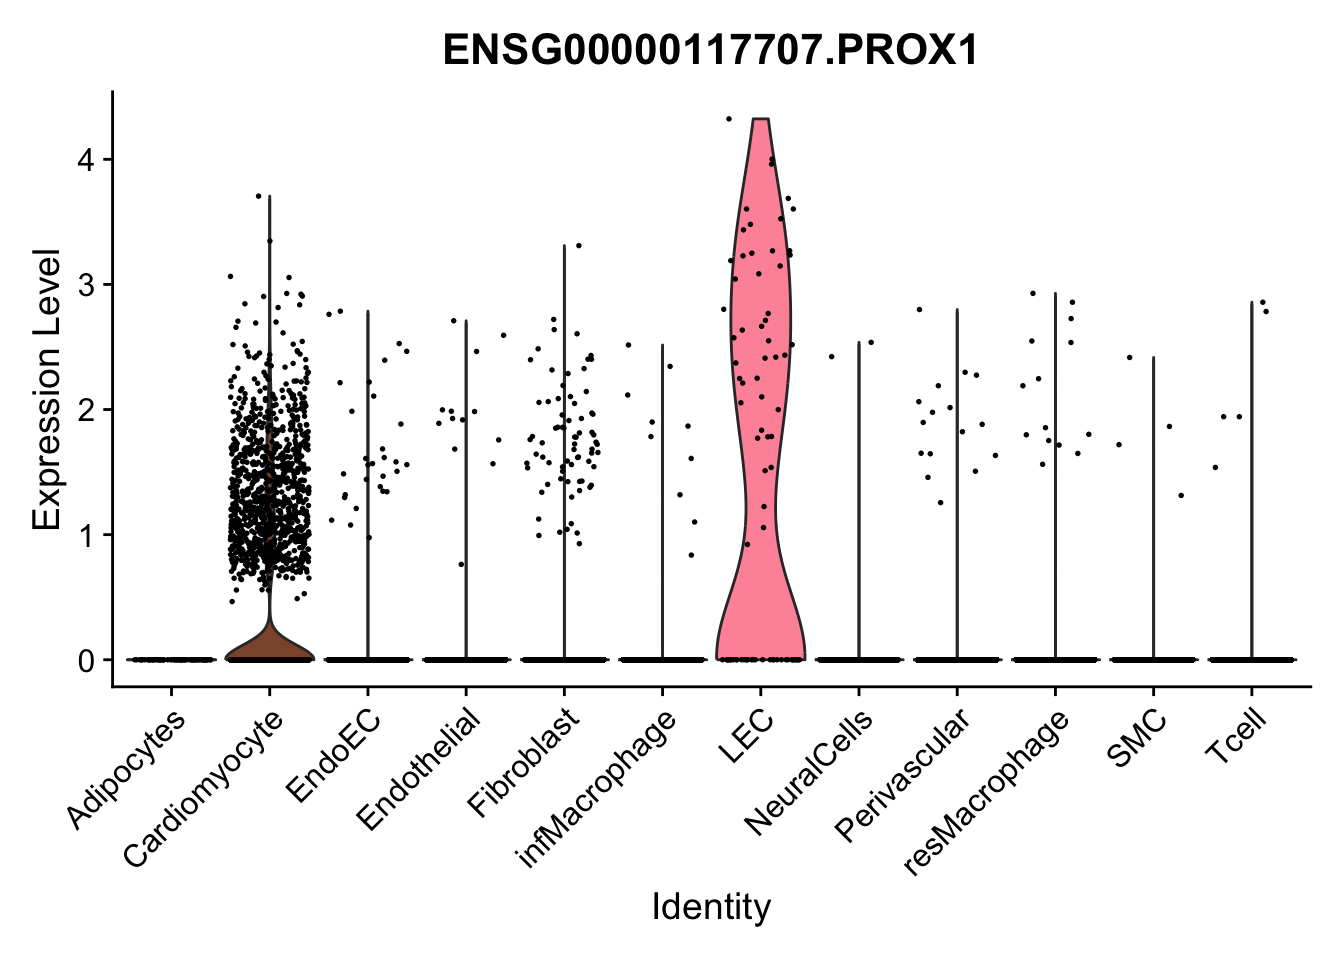 ENSG00000117707.PROX1
Expression Level
4
3
2
1
0
Adipocytes
Cardiomyocyte
EndoEC
Endothelial
Fibroblast
infMacrophage
LEC
NeuralCells
Perivascular
resMacrophage
SMC
Tcell
Identity